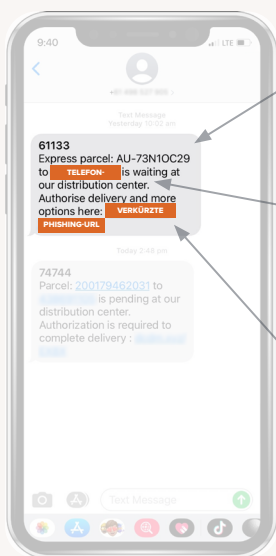 9:40
LTE
Text Message
Yesterday 10:02 am
61133
Express parcel: AU-73N1OC29
to TELEFON- is waiting at
our distribution center.
Authorise delivery and more
options here: VERKÜRZTE
PHISHING-URL
Today 2:46 pm
74744
Parcel: 200179462031 to
is pending at our
distribution center.
Authorization is required to
complete delivery :
Text Message